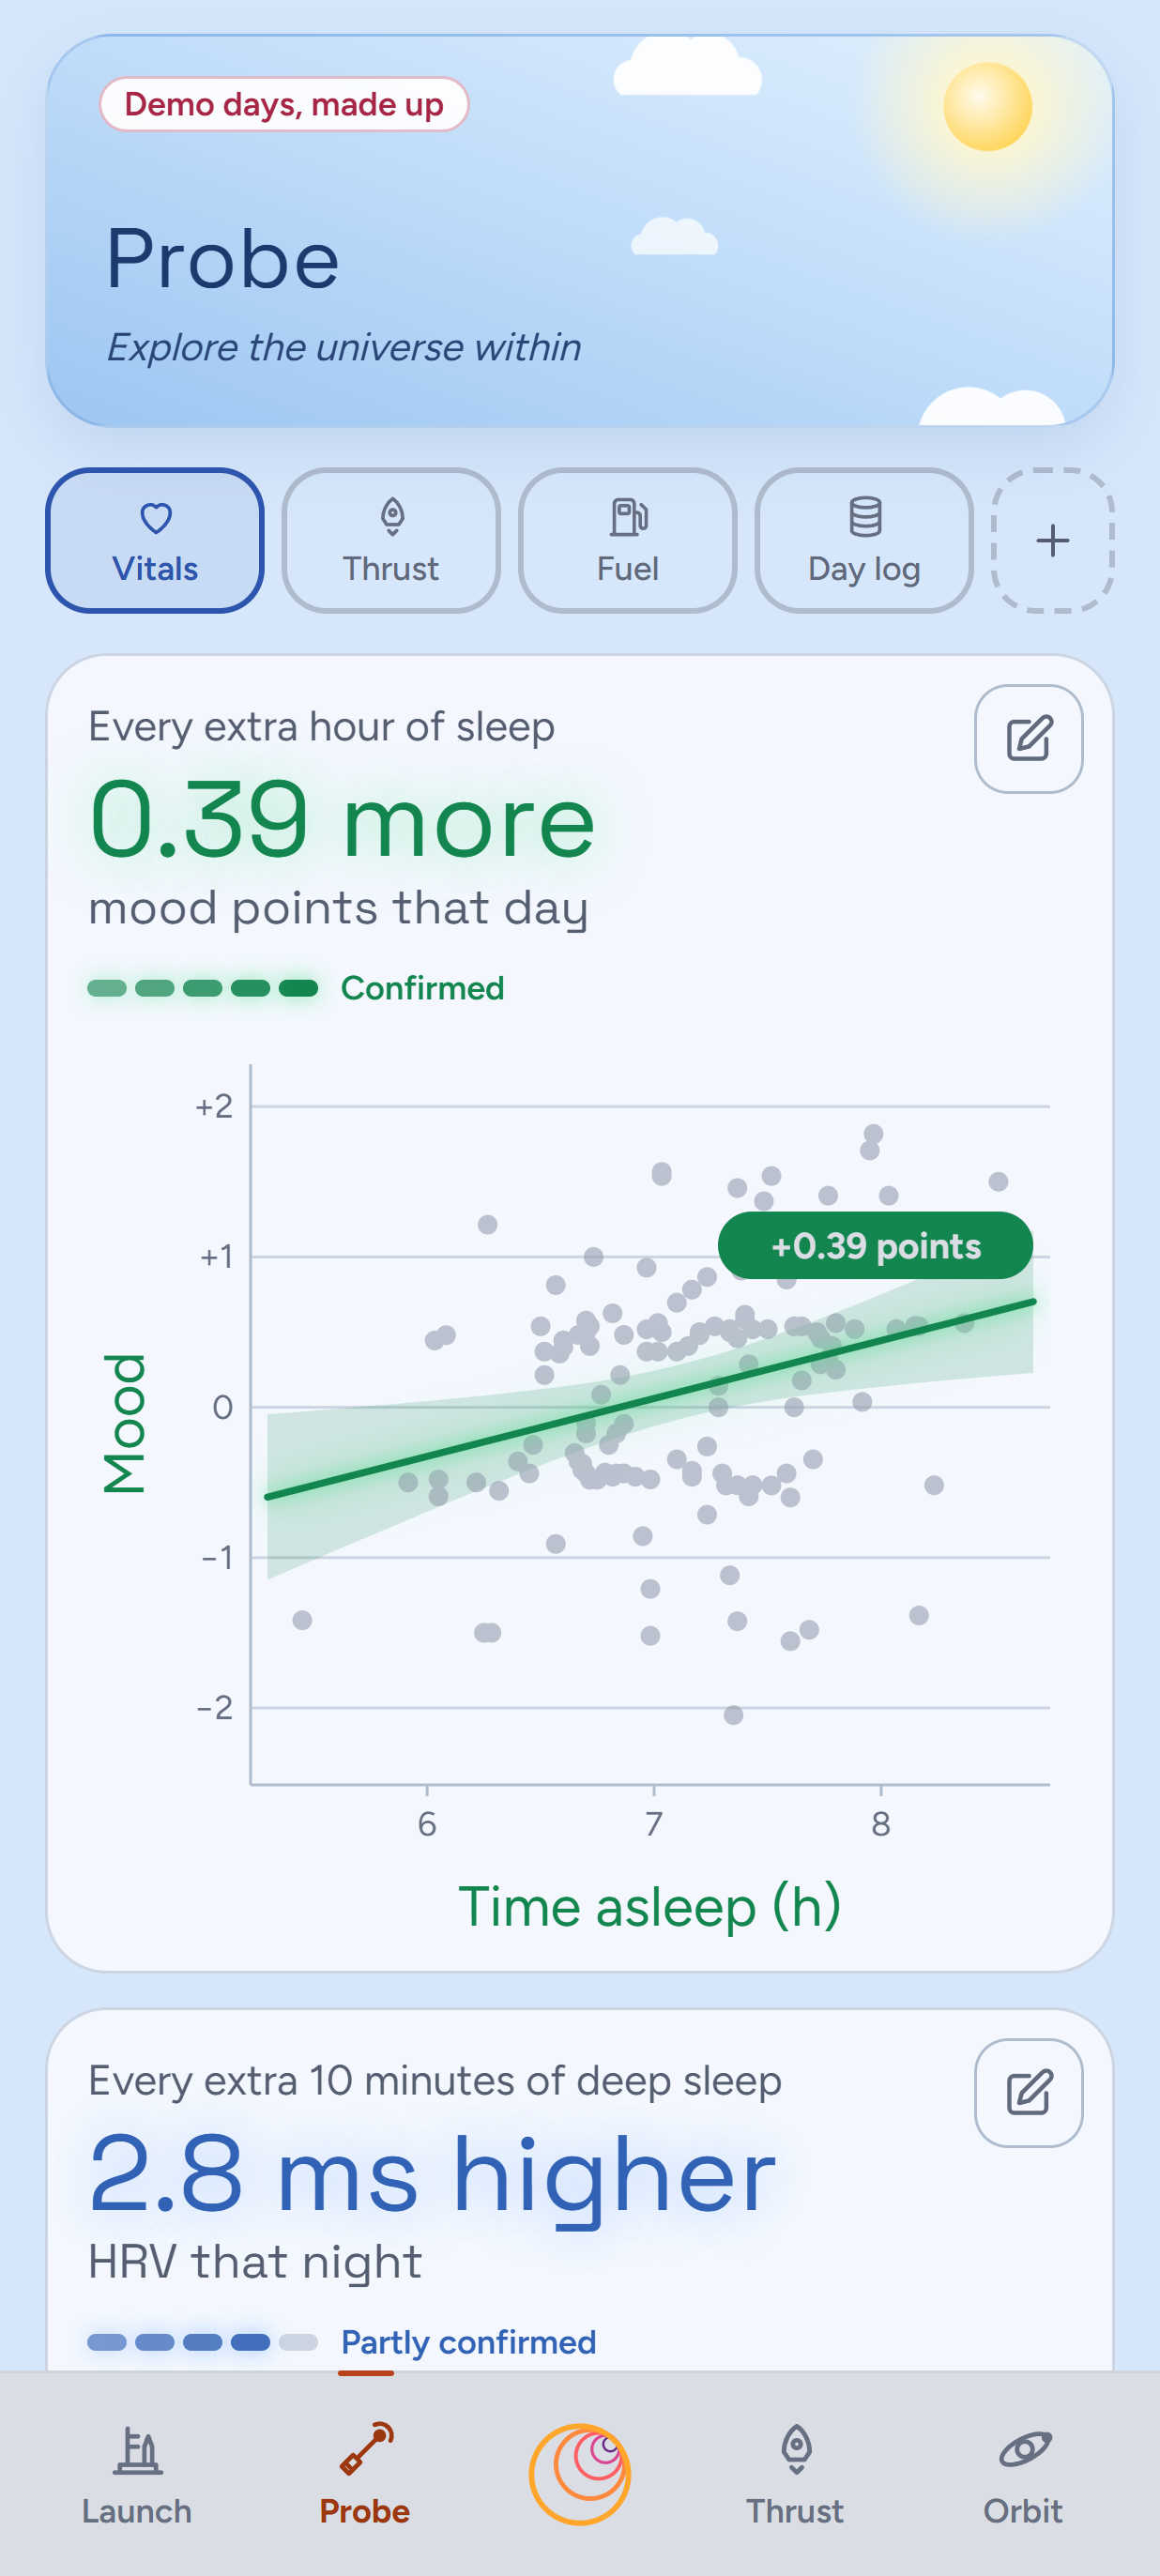 Demo days, made up
Probe
Explore the universe within
Vitals
Thrust
Fuel
Day log
Every extra hour of sleep
0.39 more
mood points that day
Confirmed
+2
+1
0
−1
−2
+0.39 points
Mood
6
7
8
Time asleep (h)
Every extra 10 minutes of deep sleep
2.8 ms higher
HRV that night
Partly confirmed
Launch
Probe
Thrust
Orbit